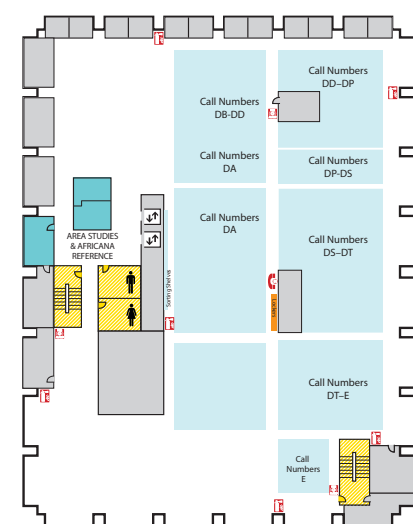 Call Numbers
DD–DP
Call Numbers
DB-DD
Call Numbers
DA
Call Numbers
DP-DS
Call Numbers
DA
AREA STUDIES
& AFRICANA
REFERENCE
Call Numbers
DS–DT
Sorting Shelves
Lockers
Call Numbers
DT–E
Call
Numbers
E